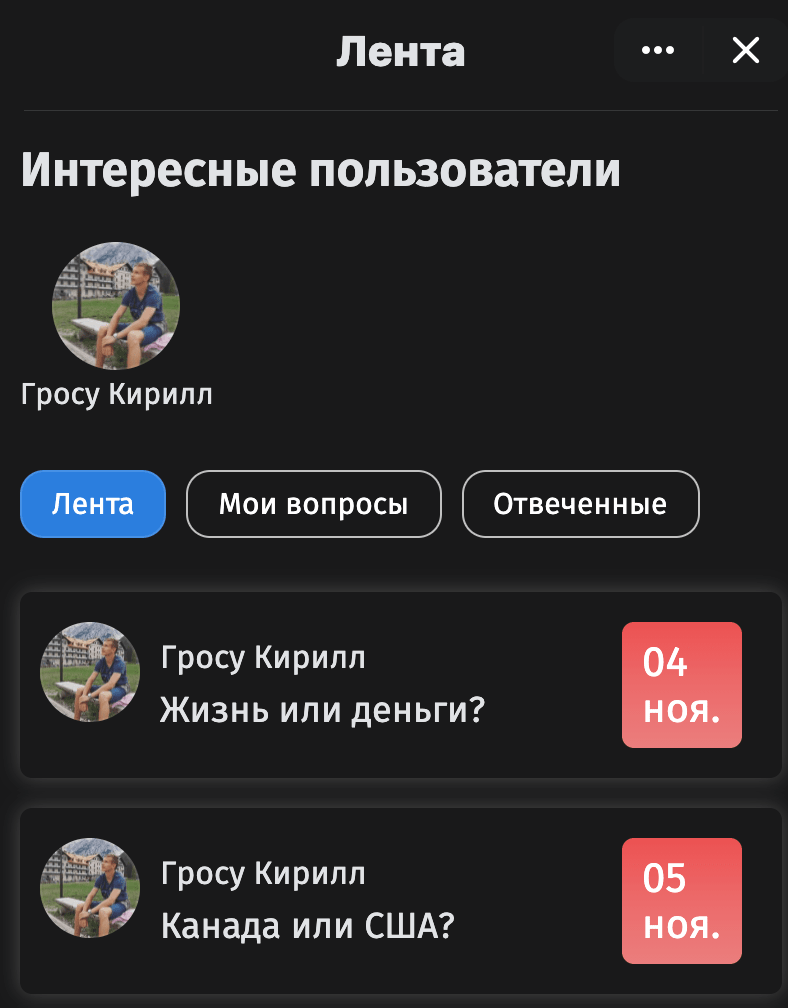 Лента
Интересные пользователи
Гросу Кирилл
Лента
Мои вопросы
Отвеченные
Гросу Кирилл
Жизнь или деньги?
04
ноя.
Гросу Кирилл
Канада или США?
05
ноя.